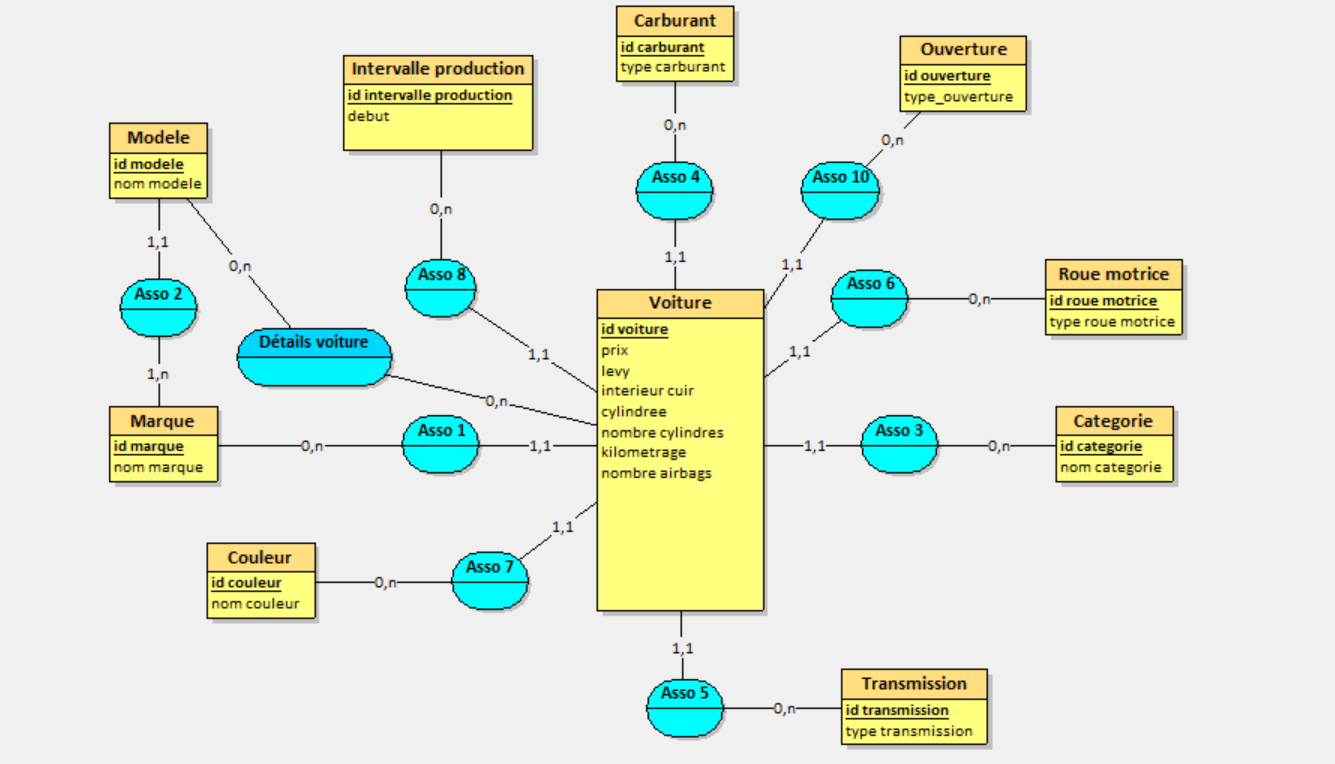 Carburant
id carburant
type carburant
Ouverture
id ouverture
type_ouverture
Intervalle production
id intervalle production
debut
Modele
id modele
nom modele
0,n
0,n
Asso 4
Asso 10
0,n
1,1
0,n
Asso 8
1,1
1,1
Asso 2
Asso 6
0,n
Roue motrice
id roue motrice
type roue motrice
Voiture
id voiture
prix
levy
interieur cuir
cylindree
nombre cylindres
kilometrage
nombre airbags
Détails voiture
1,1
1,1
1,n
0,n
Marque
id marque
nom marque
0,n
Asso 1
1,1
1,1
Asso 3
0,n
Categorie
id categorie
nom categorie
1,1
Couleur
id couleur
nom couleur
0,n
Asso 7
1,1
Asso 5
0,n
Transmission
id transmission
type transmission